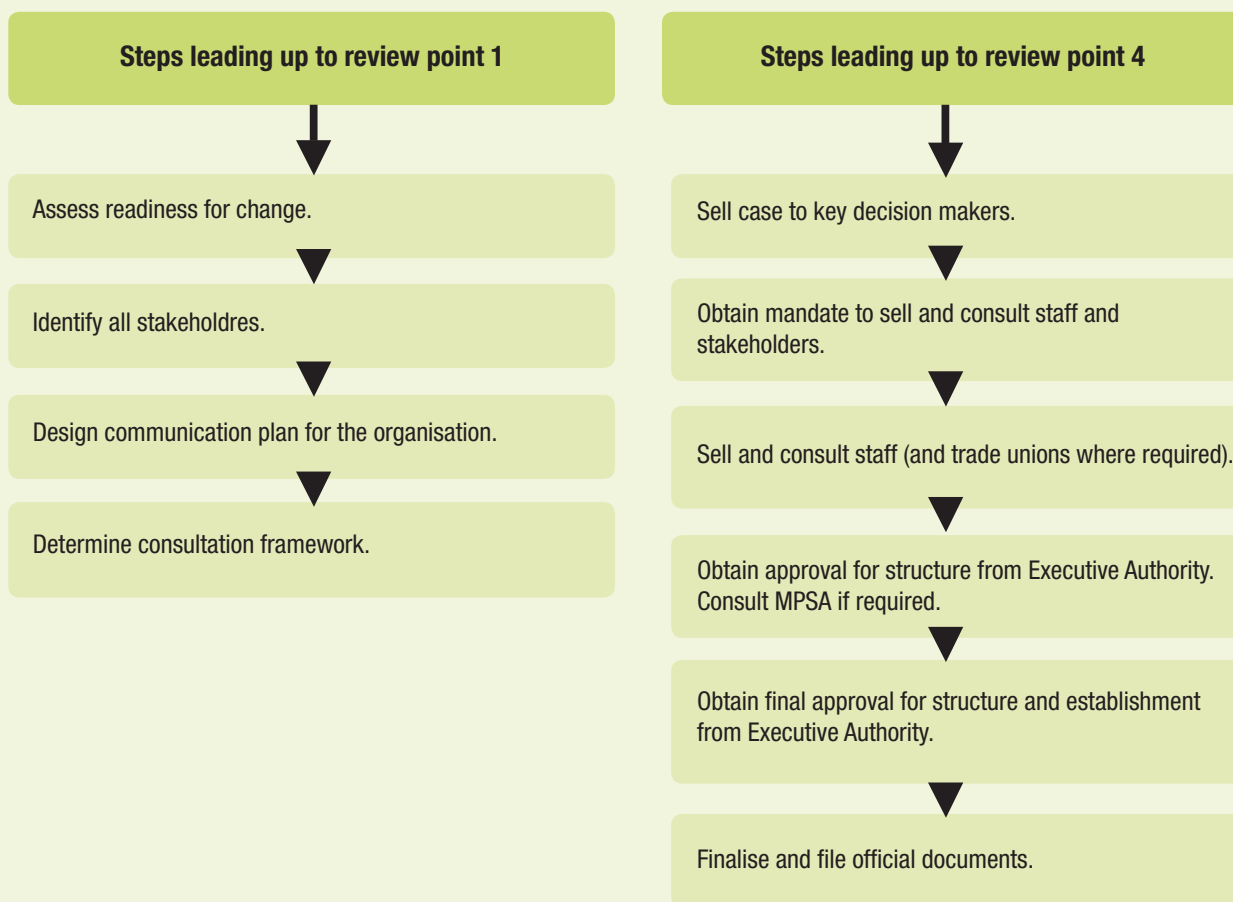 Steps leading up to review point 1
Assess readiness for change.
Identify all stakeholdres.
Design communication plan for the organisation.
Determine consultation framework.
Steps leading up to review point 4
Sell case to key decision makers.
Obtain mandate to sell and consult staff and
stakeholders.
Sell and consult staff (and trade unions where required).
Obtain approval for structure from Executive Authority.
Consult MPSA if required.
Obtain final approval for structure and establishment
from Executive Authority.
Finalise and file official documents.